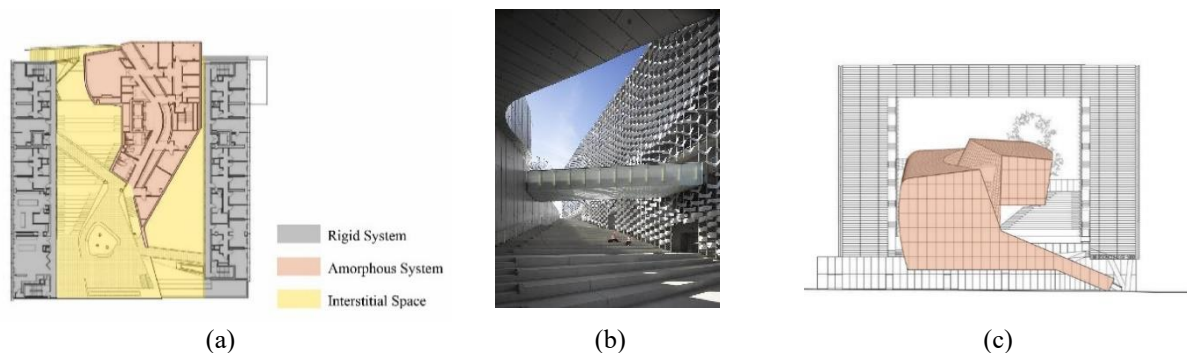 Rigid System
Amorphous System
Interstitial Space
(a)
(b)
(c)